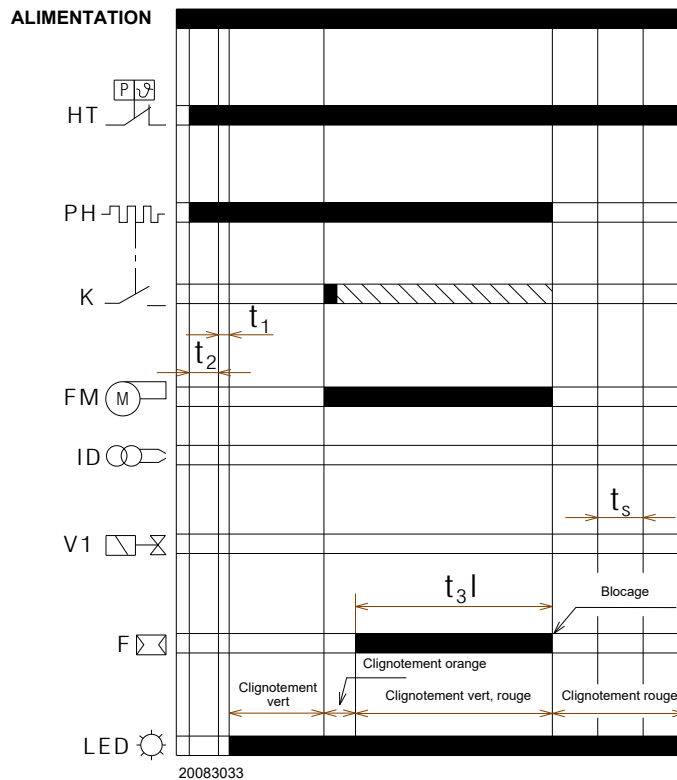 ALIMENTATION
P ϑ
HT
PH
K
t1
t2
FM M
ID
ts
V1
t3l
Blocage
F
Clignotement orange
Clignotement
vert
Clignotement vert, rouge
Clignotement rouge
LED
20083033